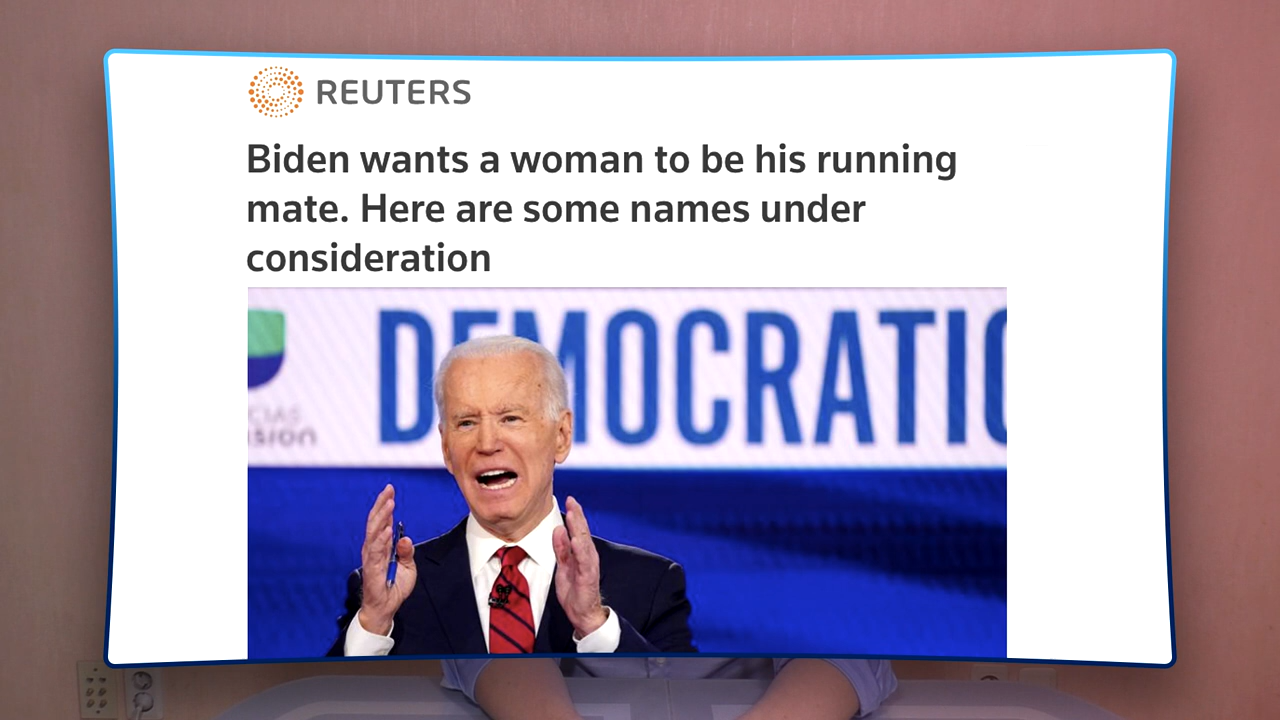 REUTERS
Biden wants a woman to be his running
mate. Here are some names under
consideration
DEMOCRATIC